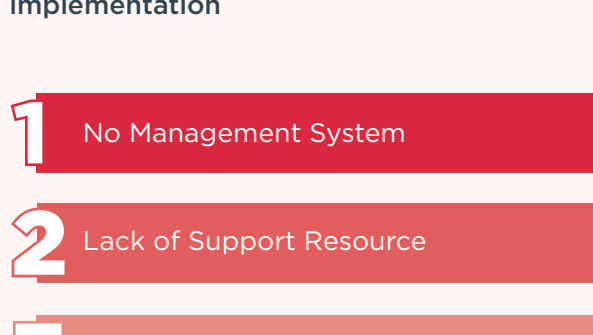 Implementation
1 No Management System
2 Lack of Support Resource